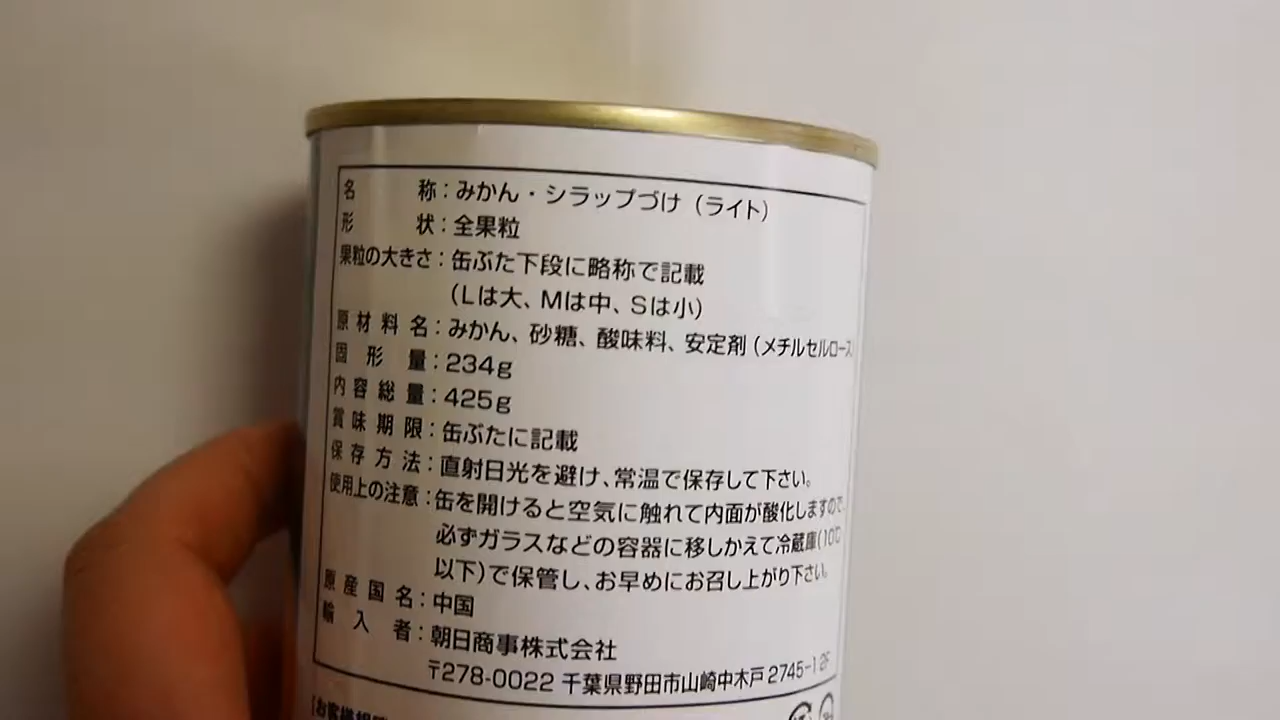 名称：みかん・シラップづけ（ライト）
形状：全果粒
果粒の大きさ：缶ぶた下段に略称で記載
（Lは大、Mは中、Sは小）
原材料名：みかん、砂糖、酸味料、安定剤（メチルセルロース
固形量：234g
内容総量：425g
賞味期限：缶ぶたに記載
保存方法：直射日光を避け、常温で保存して下さい。
使用上の注意：缶を開けると空気に触れて内面が酸化しますので、
必ずガラスなどの容器に移しかえて冷蔵庫(10℃
以下)で保管し、お早めにお召し上がり下さい。
原産国名：中国
輸入者：朝日商事株式会社
〒278-0022 千葉県野田市山崎中木戸 2745-1 2F
[お客様相